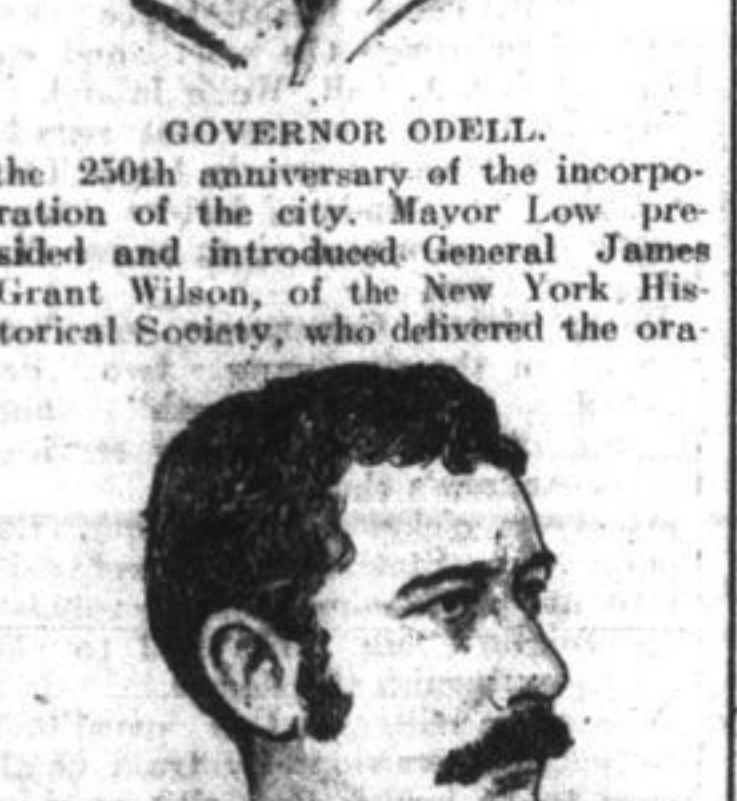 GOVERNOR ODELL.
the 250th anniversary of the incorpo-
ration of the city. Mayor Low pre-
sided and introduced General James
Grant Wilson, of the New York His-
torical Society, who delivered the ora-